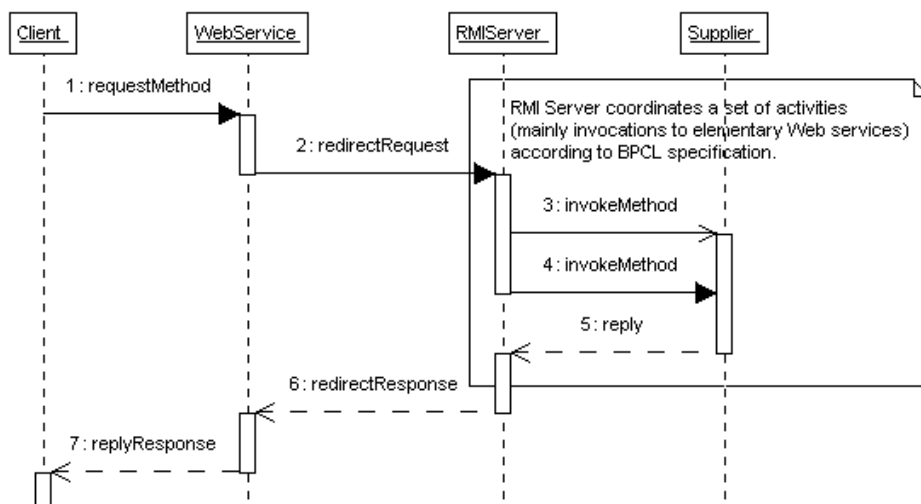 Client
WebService
RMIServer
Supplier
1 : requestMethod
RMI Server coordinates a set of activities
(mainly invocations to elementary Web services)
according to BPCL specification.
2 : redirectRequest
3 : invokeMethod
4 : invokeMethod
5 : reply
6 : redirectResponse
7 : replyResponse